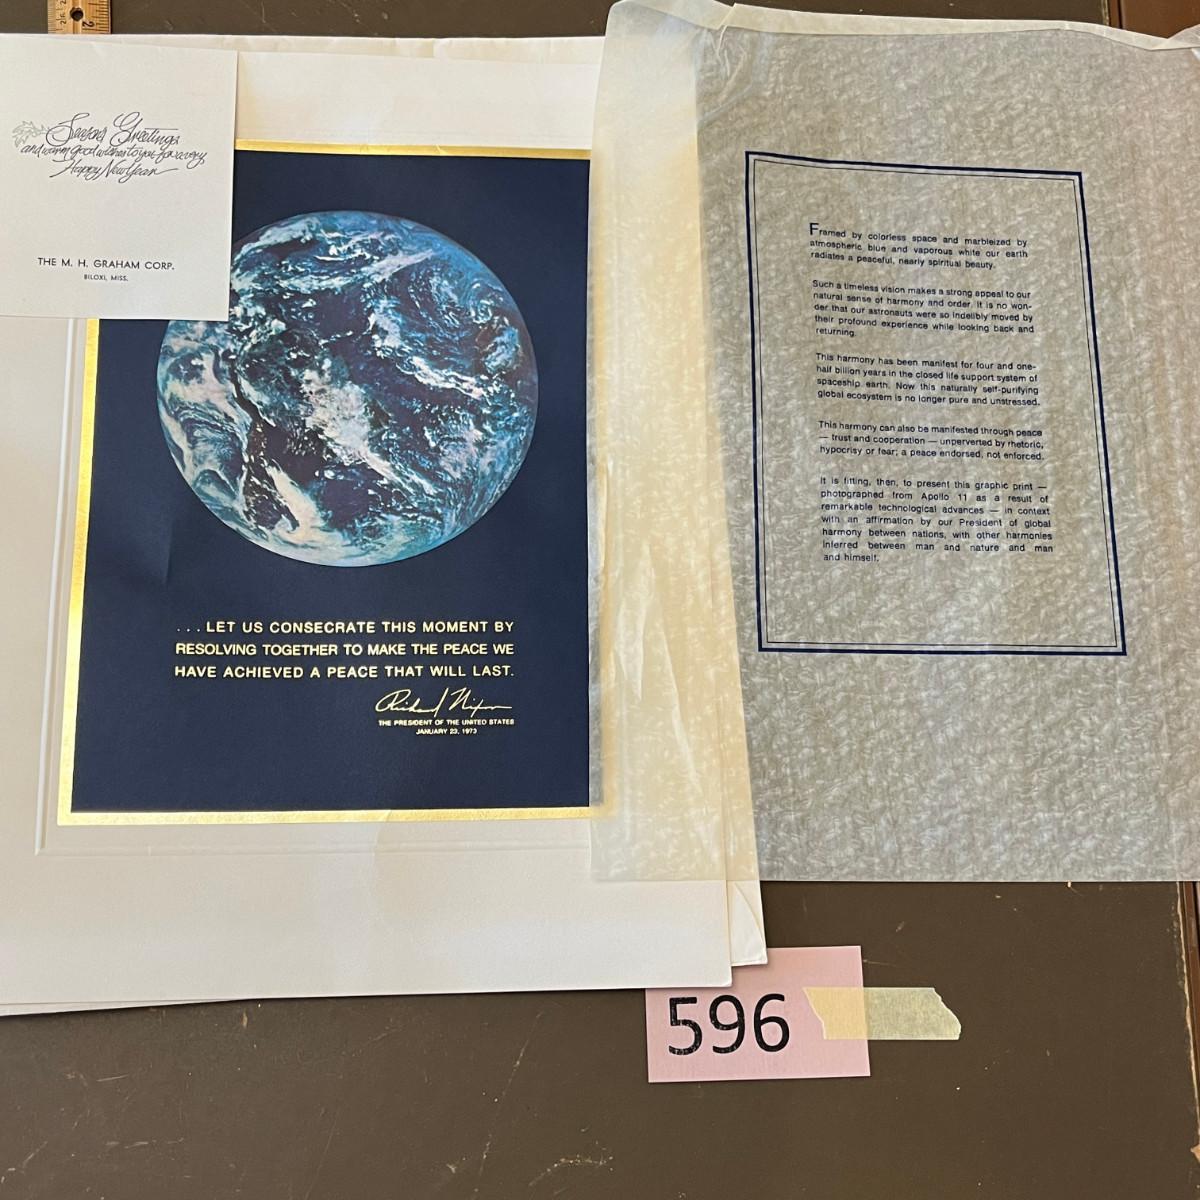 Seasons Greetings
and warm good wishes to you for a very
Happy New Year
THE M. H. GRAHAM CORP.
BILOXI, MISS.
. . . LET US CONSECRATE THIS MOMENT BY
RESOLVING TOGETHER TO MAKE THE PEACE WE
HAVE ACHIEVED A PEACE THAT WILL LAST.
Richard Nixon
THE PRESIDENT OF THE UNITED STATES
JANUARY 23, 1973
Framed by colorless space and marbleized by
atmospheric blue and vaporous white our earth
radiates a peaceful, nearly spiritual beauty.
Such a timeless vision makes a strong appeal to our
natural sense of harmony and order. It is no won-
der that our astronauts were so indelibly moved by
their profound experience while looking back and
returning.
This harmony has been manifest for four and one-
half billion years in the closed life support system of
spaceship earth. Now this naturally self-purifying
global ecosystem is no longer pure and unstressed.
This harmony can also be manifested through peace
— trust and cooperation — unperverted by rhetoric,
hypocrisy or fear; a peace endorsed, not enforced.
It is fitting, then, to present this graphic print —
photographed from Apollo 11 as a result of
remarkable technological advances — in context
with an affirmation by our President of global
harmony between nations, with other harmonies
inferred between man and nature and man
and himself.
596
2